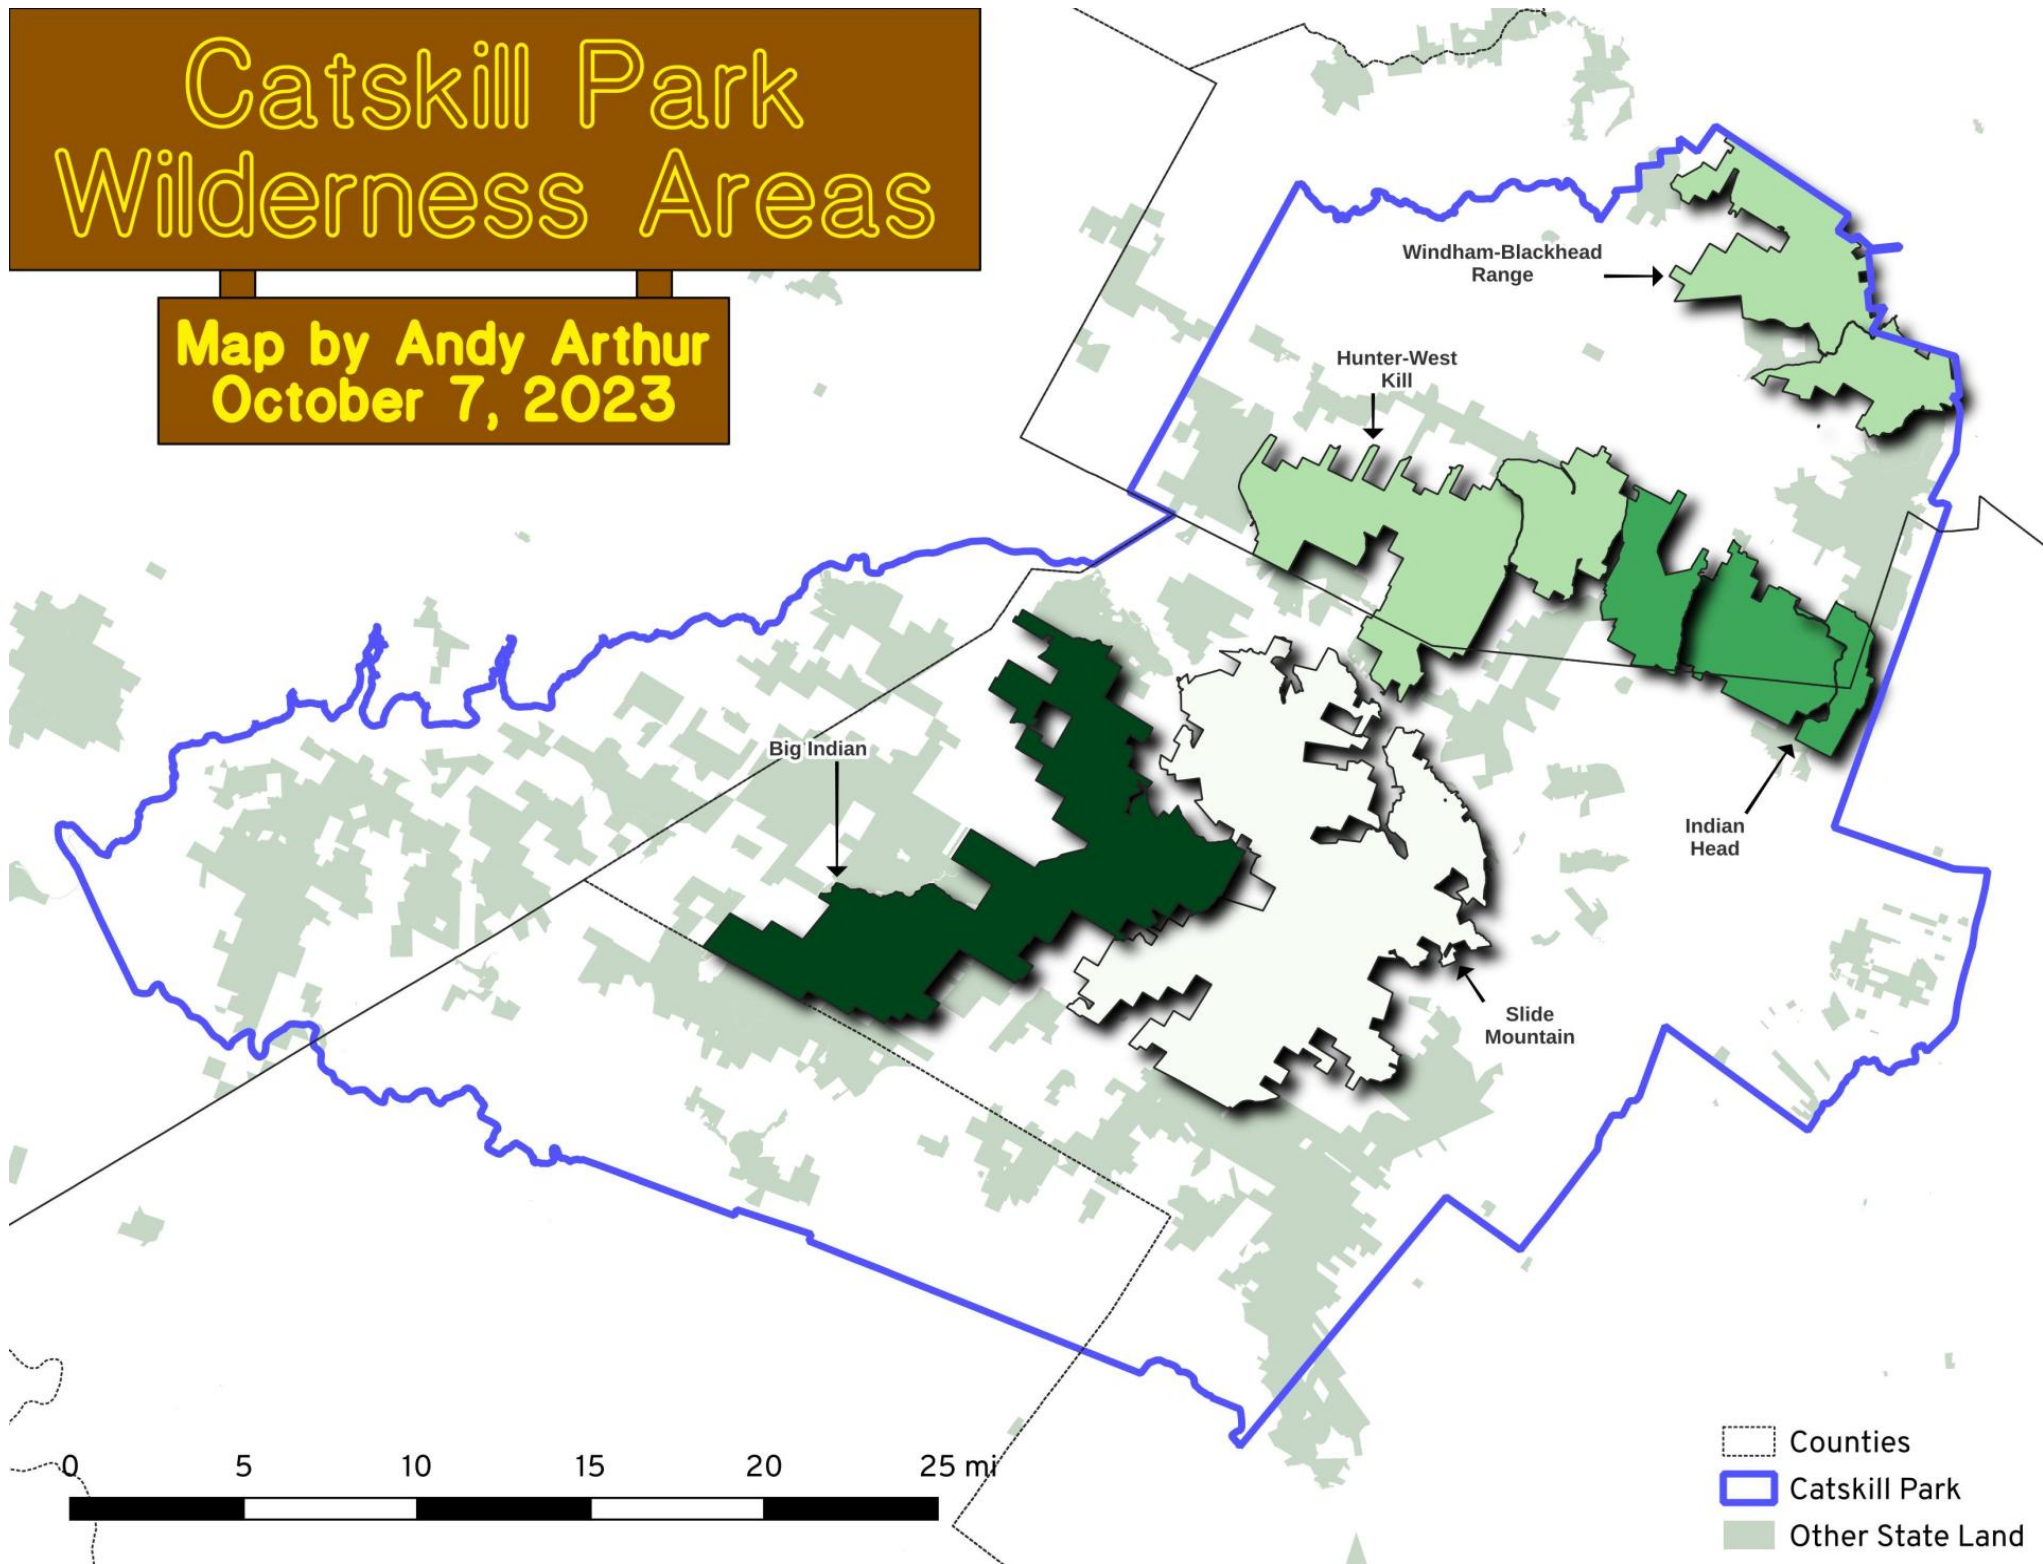 Catskill Park
Wilderness Areas
Map by Andy Arthur
October 7, 2023
Windham-Blackhead
Range
Hunter-West
Kill
Big Indian
Indian
Head
Slide
Mountain
0 5 10 15 20 25 mi
Counties
Catskill Park
Other State Land